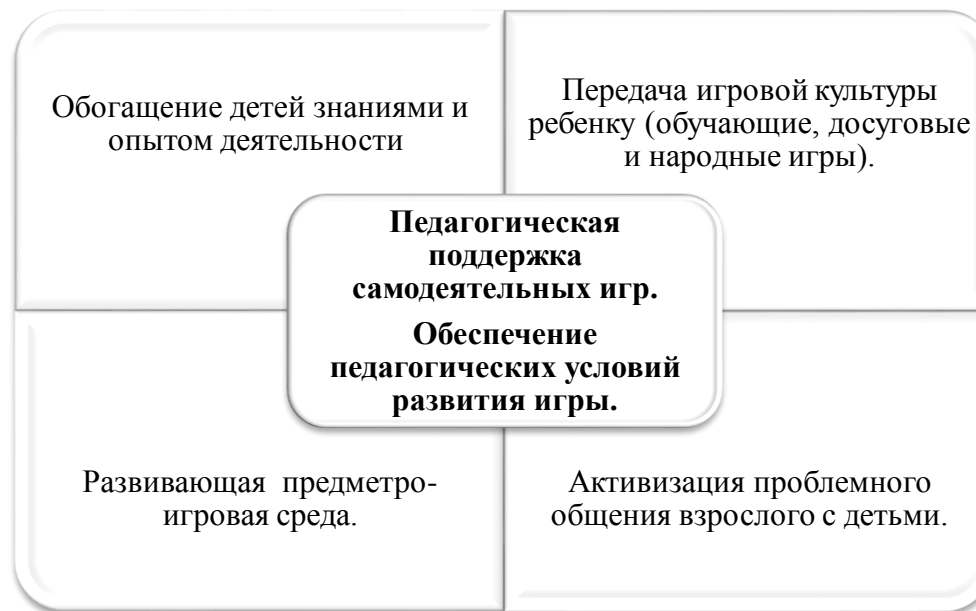 Обогащение детей знаниями и
опытом деятельности
Передача игровой культуры
ребенку (обучающие, досуговые
и народные игры).
Педагогическая
поддержка
самодеятельных игр.
Обеспечение
педагогических условий
развития игры.
Развивающая предметро-
игровая среда.
Активизация проблемного
общения взрослого с детьми.